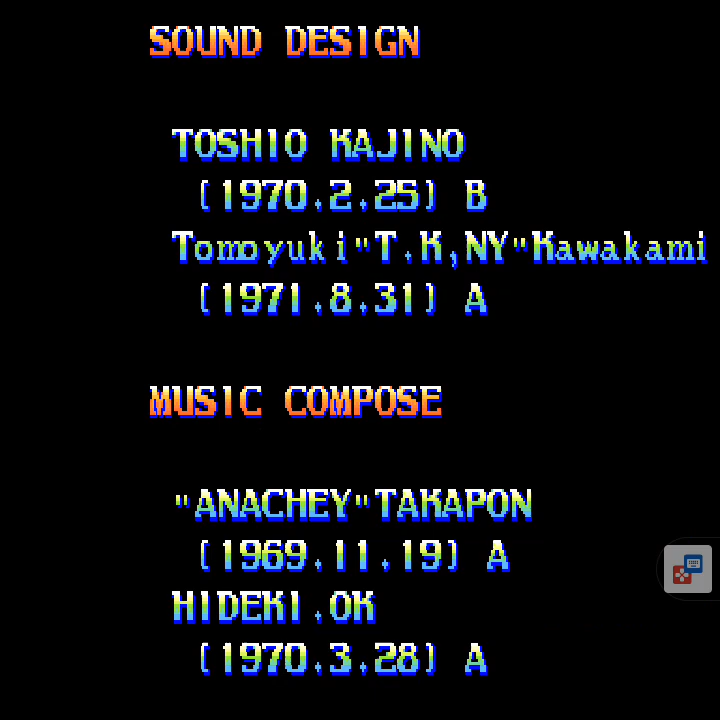 SOUND DESIGN
TOSHIO KAJINO
(1970.2.25) B
Tomoyuki"T.K,NY"Kawakami
(1971.8.31) A
MUSIC COMPOSE
"ANACHEY"TAKAPON
(1969.11.19) A
HIDEKI.OK
(1970.3.28) A